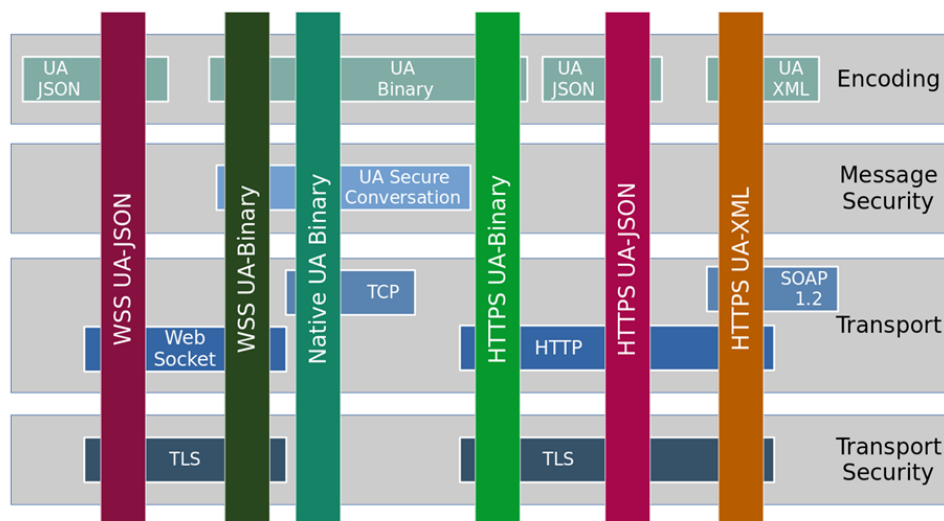 UA
JSON
UA
Binary
UA
JSON
UA
XML
Encoding
UA Secure
Conversation
Message
Security
TCP
SOAP
1.2
Web
Socket
HTTP
Transport
TLS
TLS
Transport
Security
WSS UA-JSON
WSS UA-Binary
Native UA Binary
HTTPS UA-Binary
HTTPS UA-JSON
HTTPS UA-XML